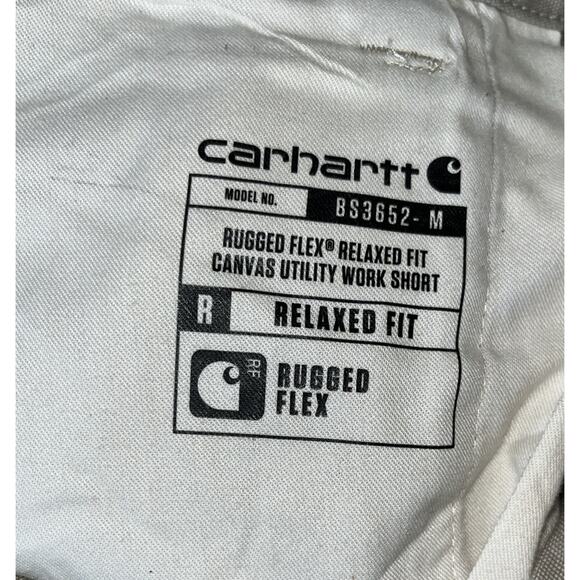 carhartt
MODEL NO. BS3652- M
RUGGED FLEX® RELAXED FIT
CANVAS UTILITY WORK SHORT
R RELAXED FIT
RF RUGGED
FLEX